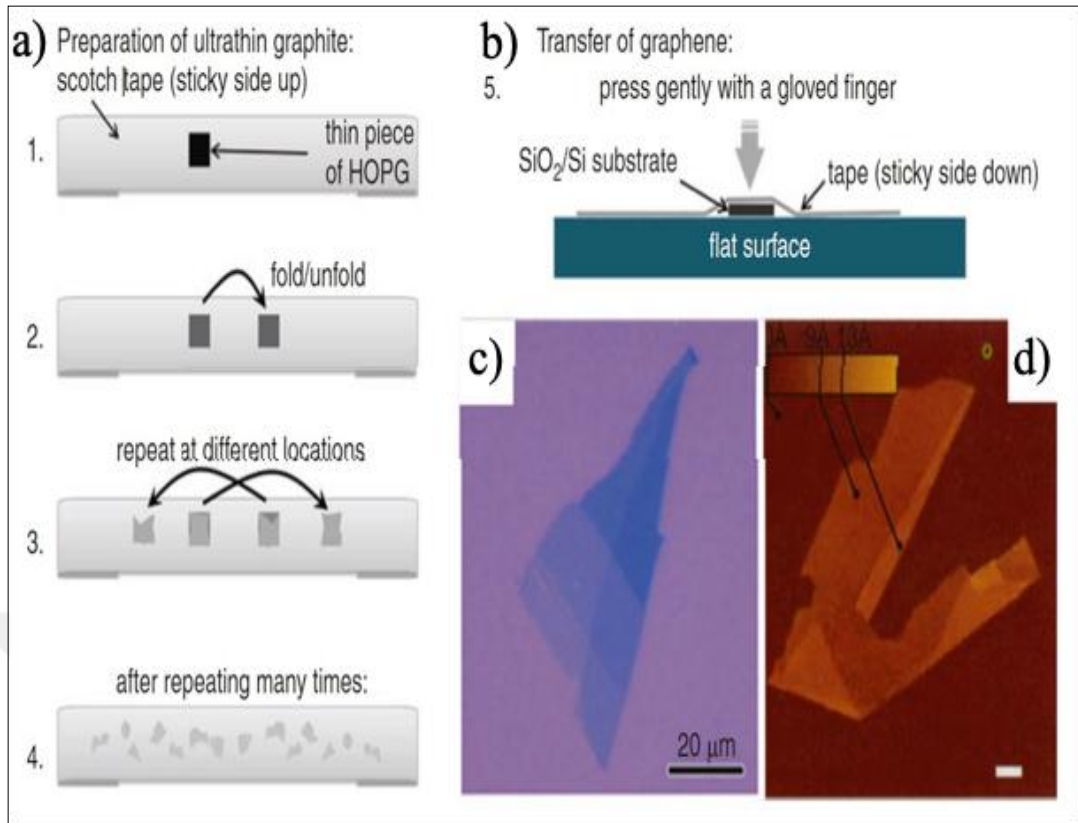 a) Preparation of ultrathin graphite:
scotch tape (sticky side up)
1.
thin piece
of HOPG
2.
fold/unfold
3.
repeat at different locations
4.
after repeating many times:
b) Transfer of graphene:
5. press gently with a gloved finger
SiO₂/Si substrate
tape (sticky side down)
flat surface
c)
20 μm
d)
9A 13A